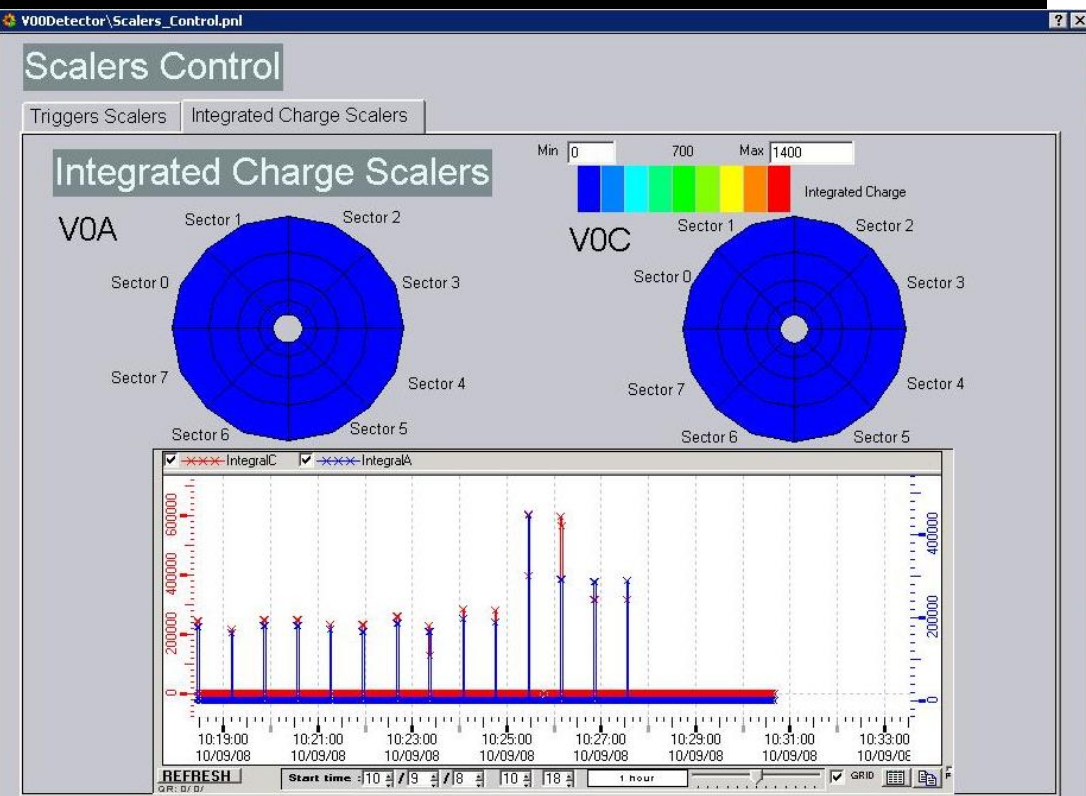 V00Detector\Scalers_Control.pnl
Scalers Control
Triggers Scalers Integrated Charge Scalers
Integrated Charge Scalers
Min 0 700 Max 1400
Integrated Charge
V0A
Sector 1 Sector 2
Sector 0 Sector 3
Sector 7 Sector 4
Sector 6 Sector 5
V0C
Sector 1 Sector 2
Sector 0 Sector 3
Sector 7 Sector 4
Sector 6 Sector 5
IntegralC IntegralA
600000
400000
200000
0
400000
200000
0
10:19:00 10:21:00 10:23:00 10:25:00 10:27:00 10:29:00 10:31:00 10:33:00
10/09/08 10/09/08 10/09/08 10/09/08 10/09/08 10/09/08 10/09/08 10/09/08
REFRESH Start time : 10 / 9 / 8 10 18 1 hour GRID
QR: 0/ 0/